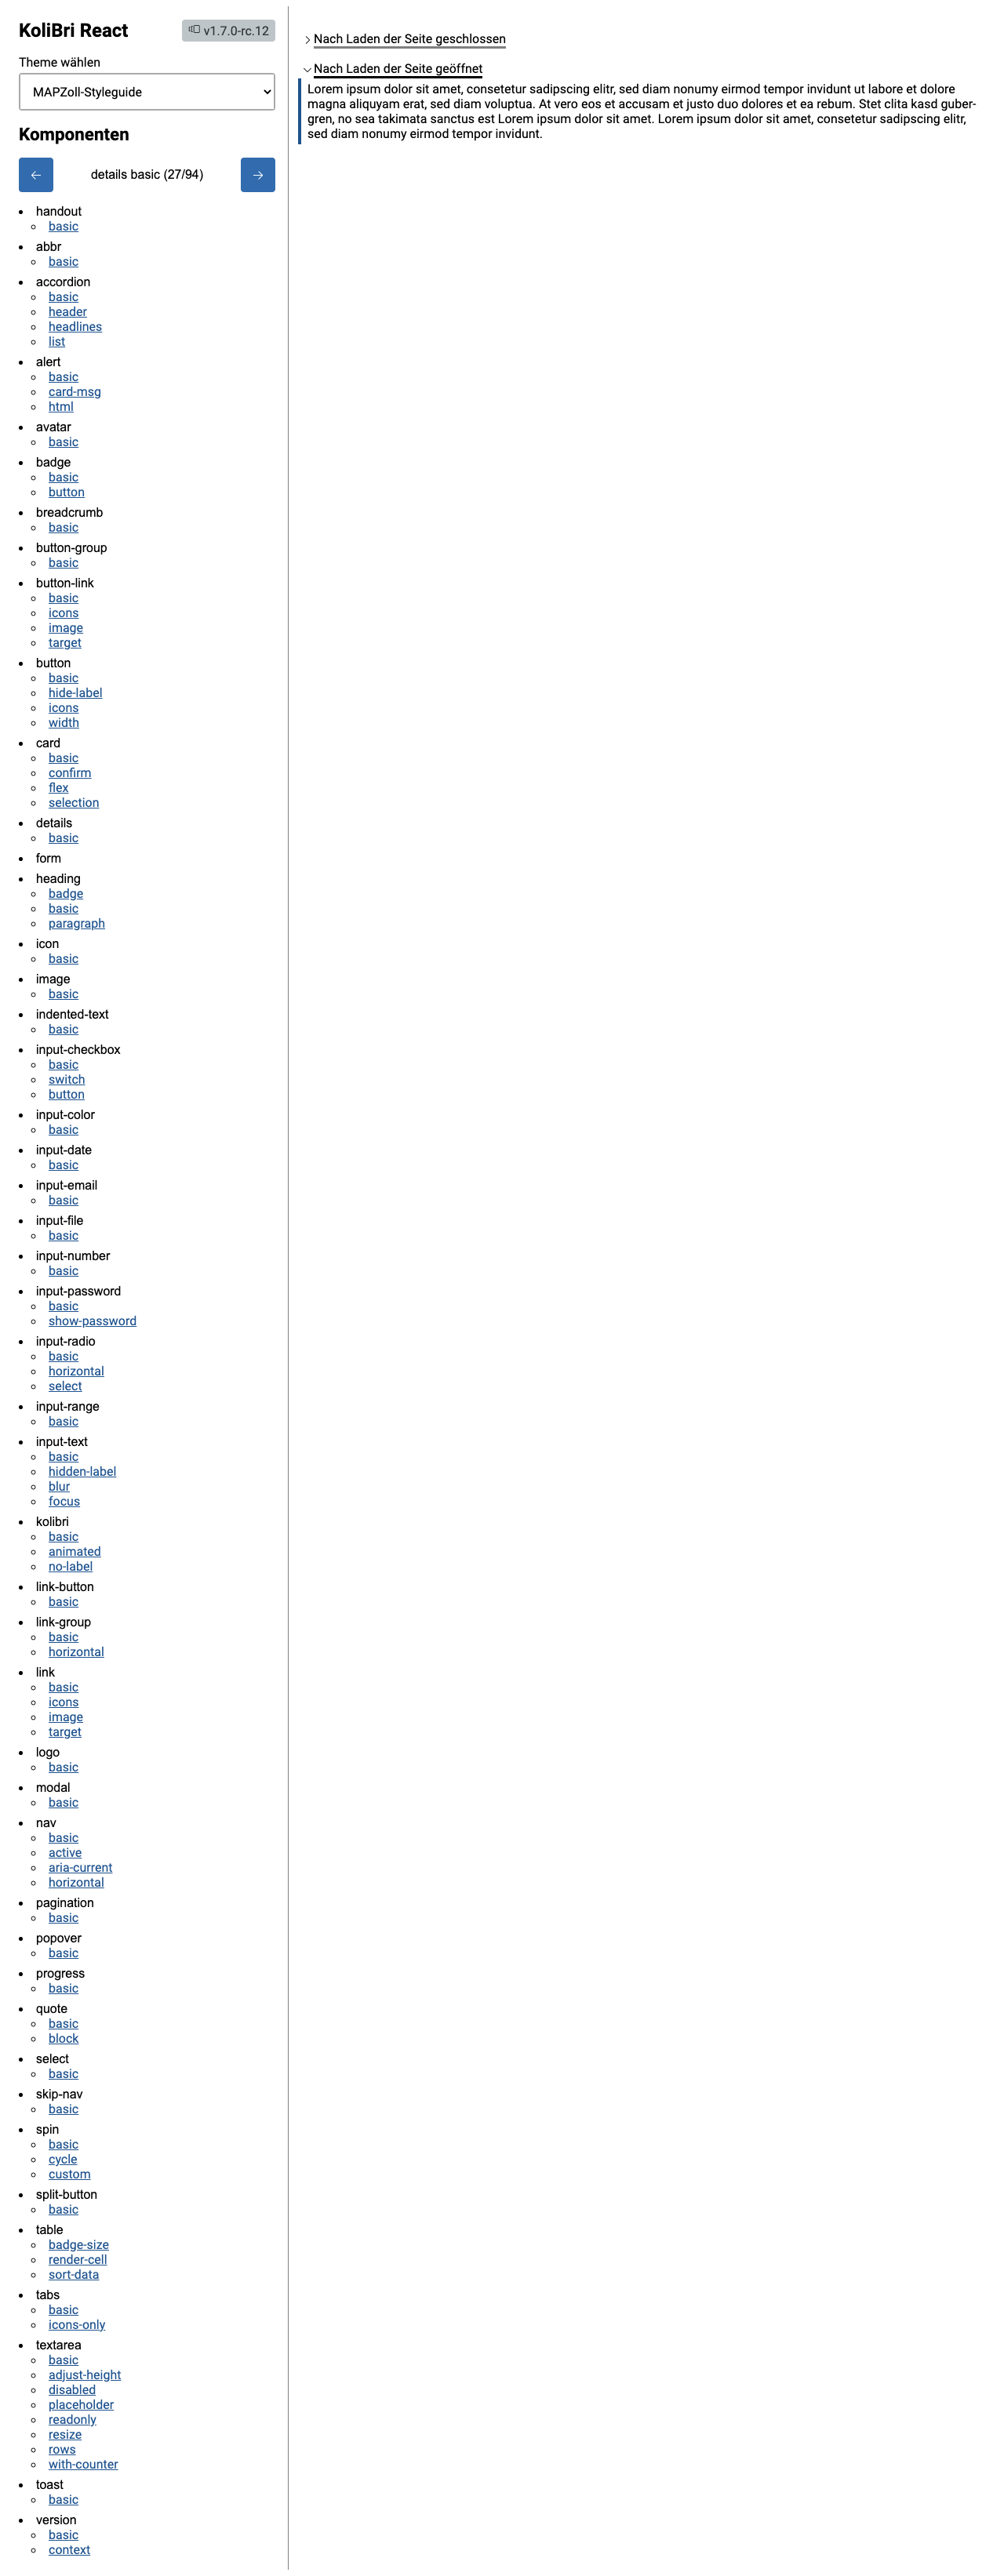 KoliBri React
v1.7.0-rc.12
Theme wählen
MAPZoll-Styleguide
Komponenten
←
details basic (27/94)
→
handout
basic
abbr
basic
accordion
basic
header
headlines
list
alert
basic
card-msg
html
avatar
basic
badge
basic
button
breadcrumb
basic
button-group
basic
button-link
basic
icons
image
target
button
basic
hide-label
icons
width
card
basic
confirm
flex
selection
details
basic
form
heading
badge
basic
paragraph
icon
basic
image
basic
indented-text
basic
input-checkbox
basic
switch
button
input-color
basic
input-date
basic
input-email
basic
input-file
basic
input-number
basic
input-password
basic
show-password
input-radio
basic
horizontal
select
input-range
basic
input-text
basic
hidden-label
blur
focus
kolibri
basic
animated
no-label
link-button
basic
link-group
basic
horizontal
link
basic
icons
image
target
logo
basic
modal
basic
nav
basic
active
aria-current
horizontal
pagination
basic
popover
basic
progress
basic
quote
basic
block
select
basic
skip-nav
basic
spin
basic
cycle
custom
split-button
basic
table
badge-size
render-cell
sort-data
tabs
basic
icons-only
textarea
basic
adjust-height
disabled
placeholder
readonly
resize
rows
with-counter
toast
basic
version
basic
context
Nach Laden der Seite geschlossen
Nach Laden der Seite geöffnet
Lorem ipsum dolor sit amet, consetetur sadipscing elitr, sed diam nonumy eirmod tempor invidunt ut labore et dolore
magna aliquyam erat, sed diam voluptua. At vero eos et accusam et justo duo dolores et ea rebum. Stet clita kasd guber-
gren, no sea takimata sanctus est Lorem ipsum dolor sit amet. Lorem ipsum dolor sit amet, consetetur sadipscing elitr,
sed diam nonumy eirmod tempor invidunt.